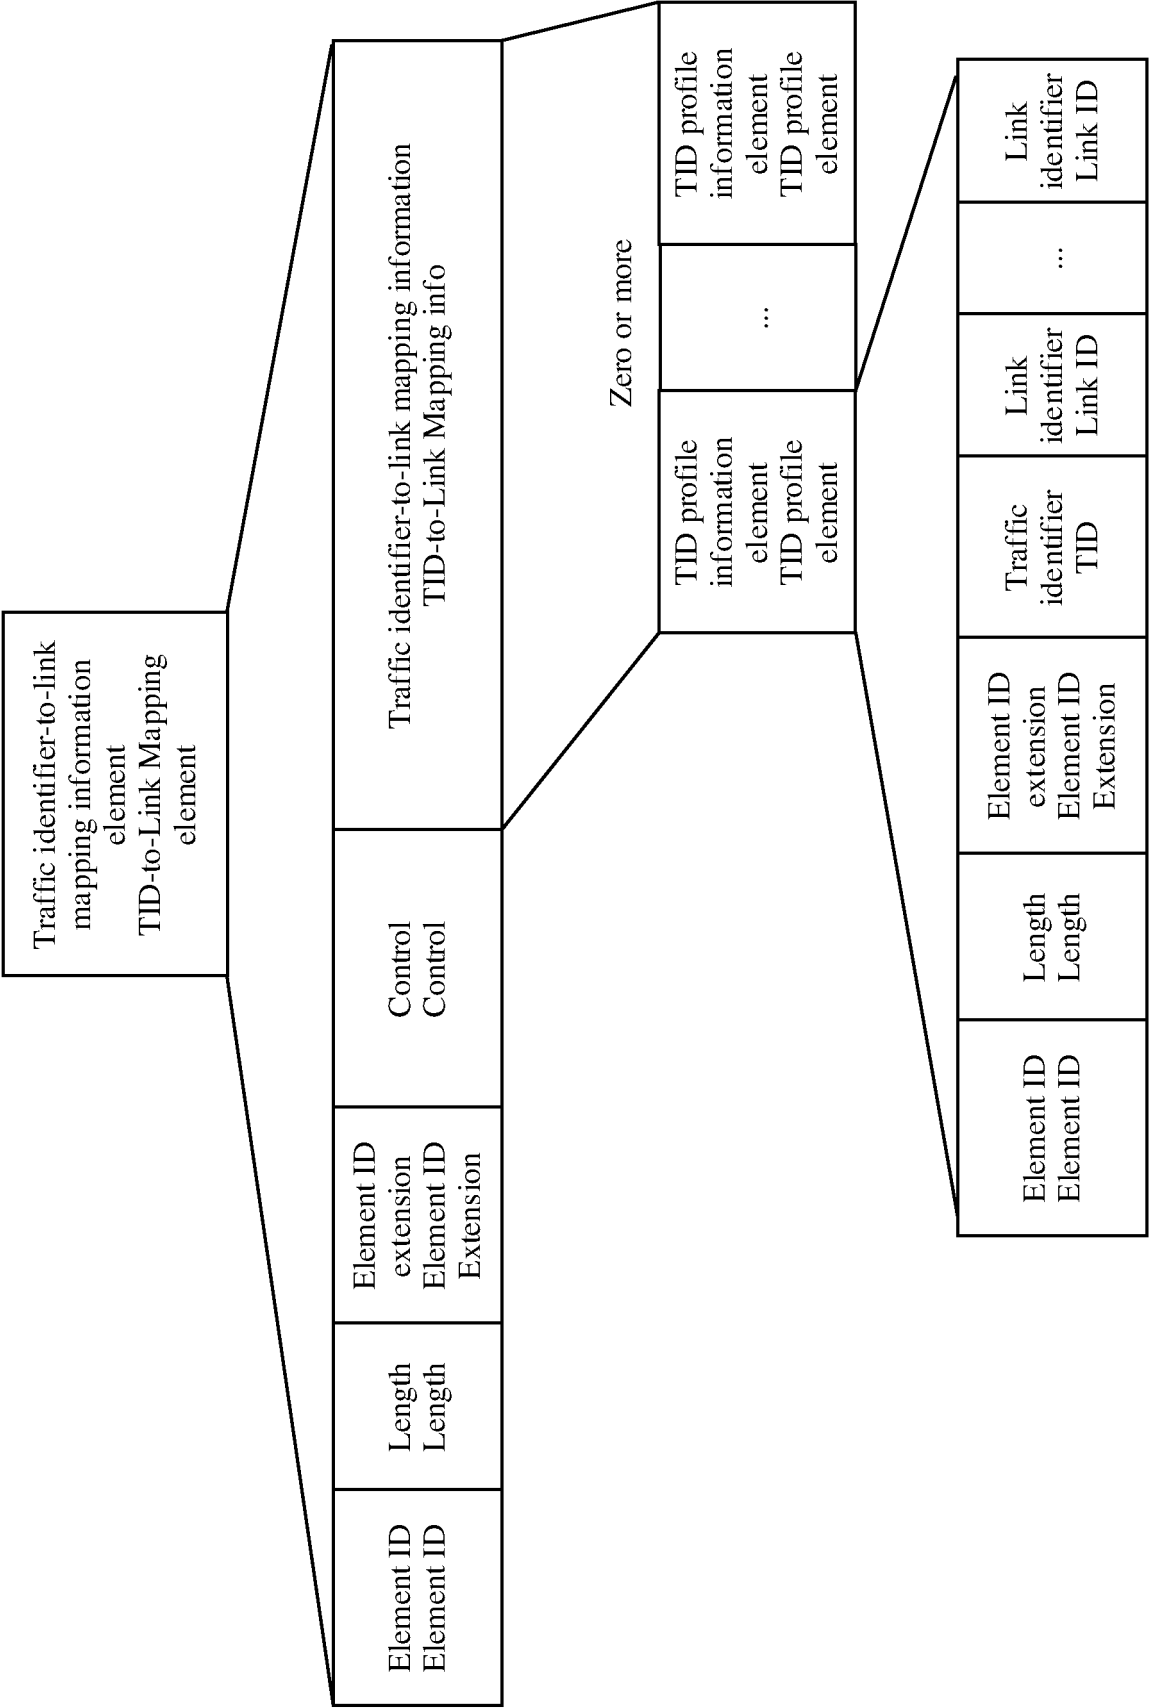 Traffic identifier-to-link
mapping information
element
TID-to-Link Mapping
element
Element ID
Element ID
Length
Length
Element ID
extension
Element ID
Extension
Control
Control
Traffic identifier-to-link mapping information
TID-to-Link Mapping info
Zero or more
TID profile
information
element
TID profile
element
...
TID profile
information
element
TID profile
element
Element ID
Element ID
Length
Length
Element ID
extension
Element ID
Extension
Traffic
identifier
TID
Link
identifier
Link ID
...
Link
identifier
Link ID